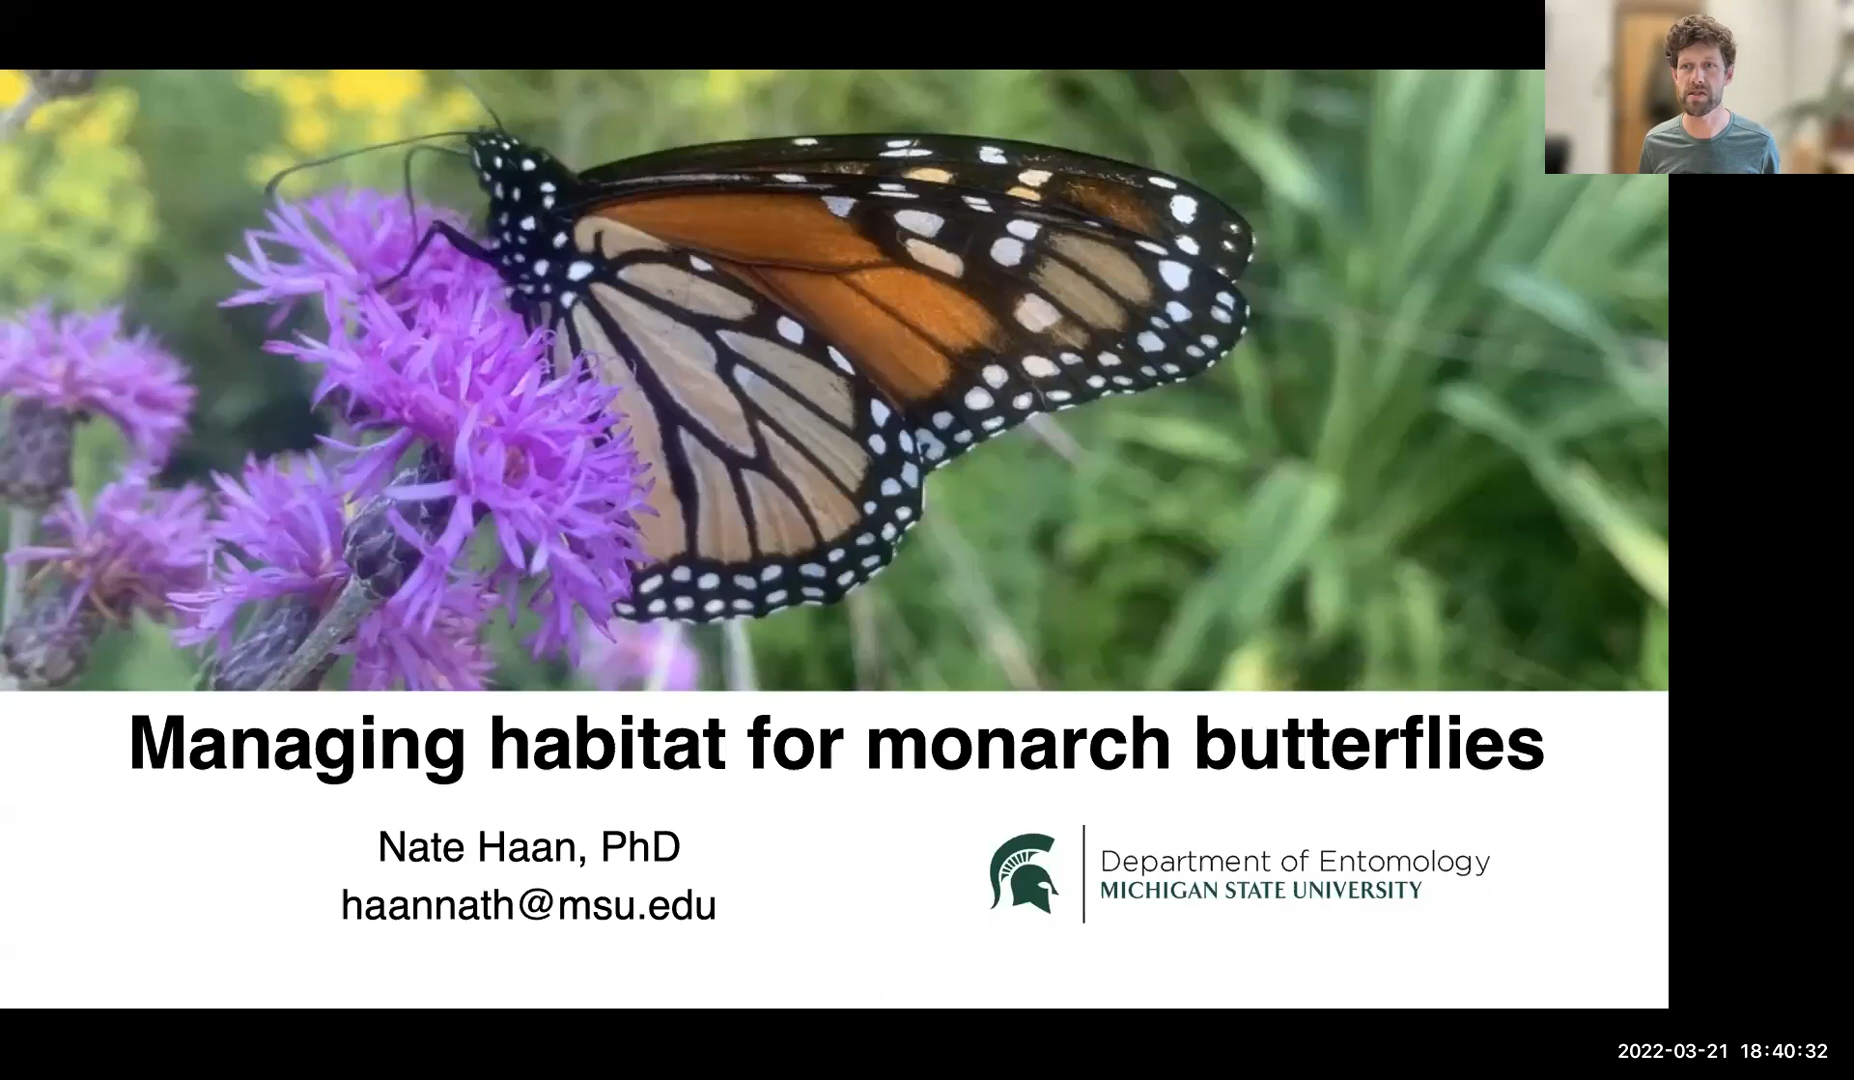 Managing habitat for monarch butterflies
Nate Haan, PhD
haannath@msu.edu
Department of Entomology
MICHIGAN STATE UNIVERSITY
2022-03-21 18:40:32